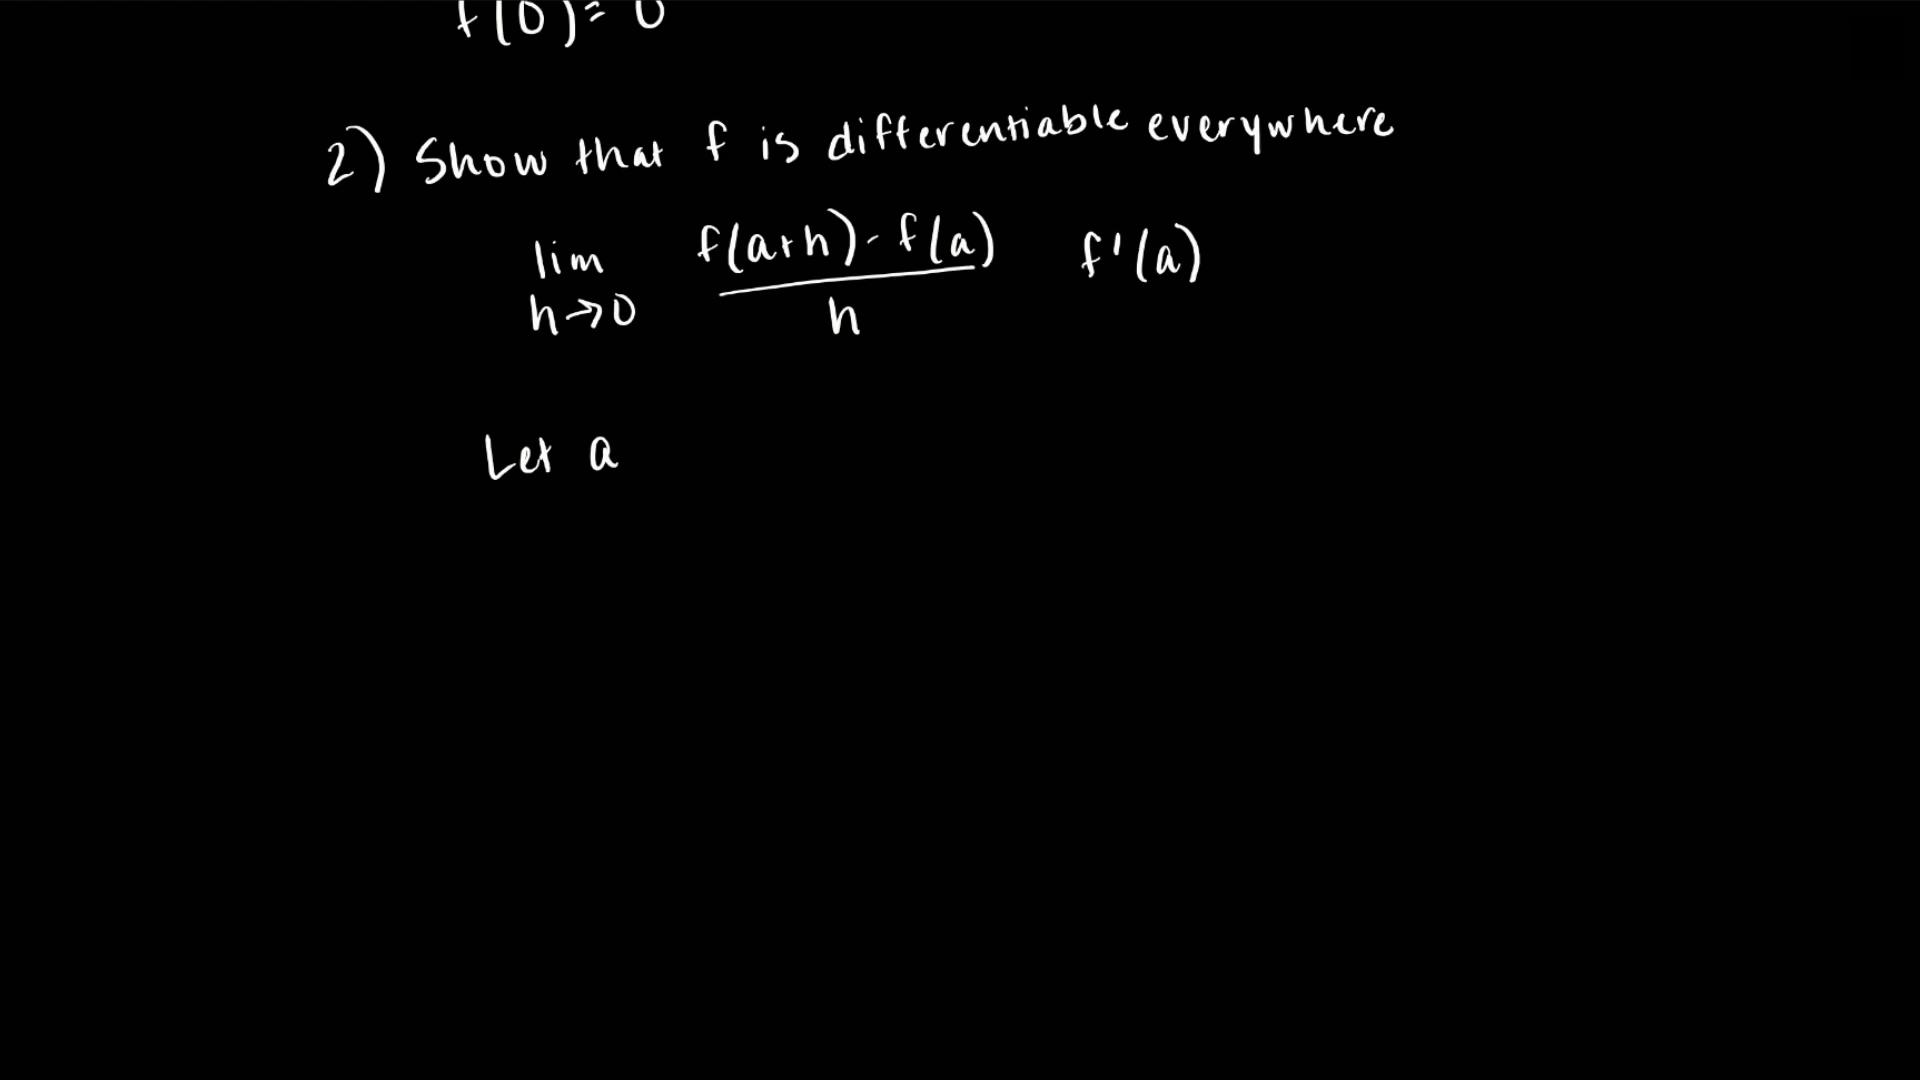 f(0) = 0
2) Show that f is differentiable everywhere
lim h→0 f(a+h) - f(a) / h f'(a)
Let a